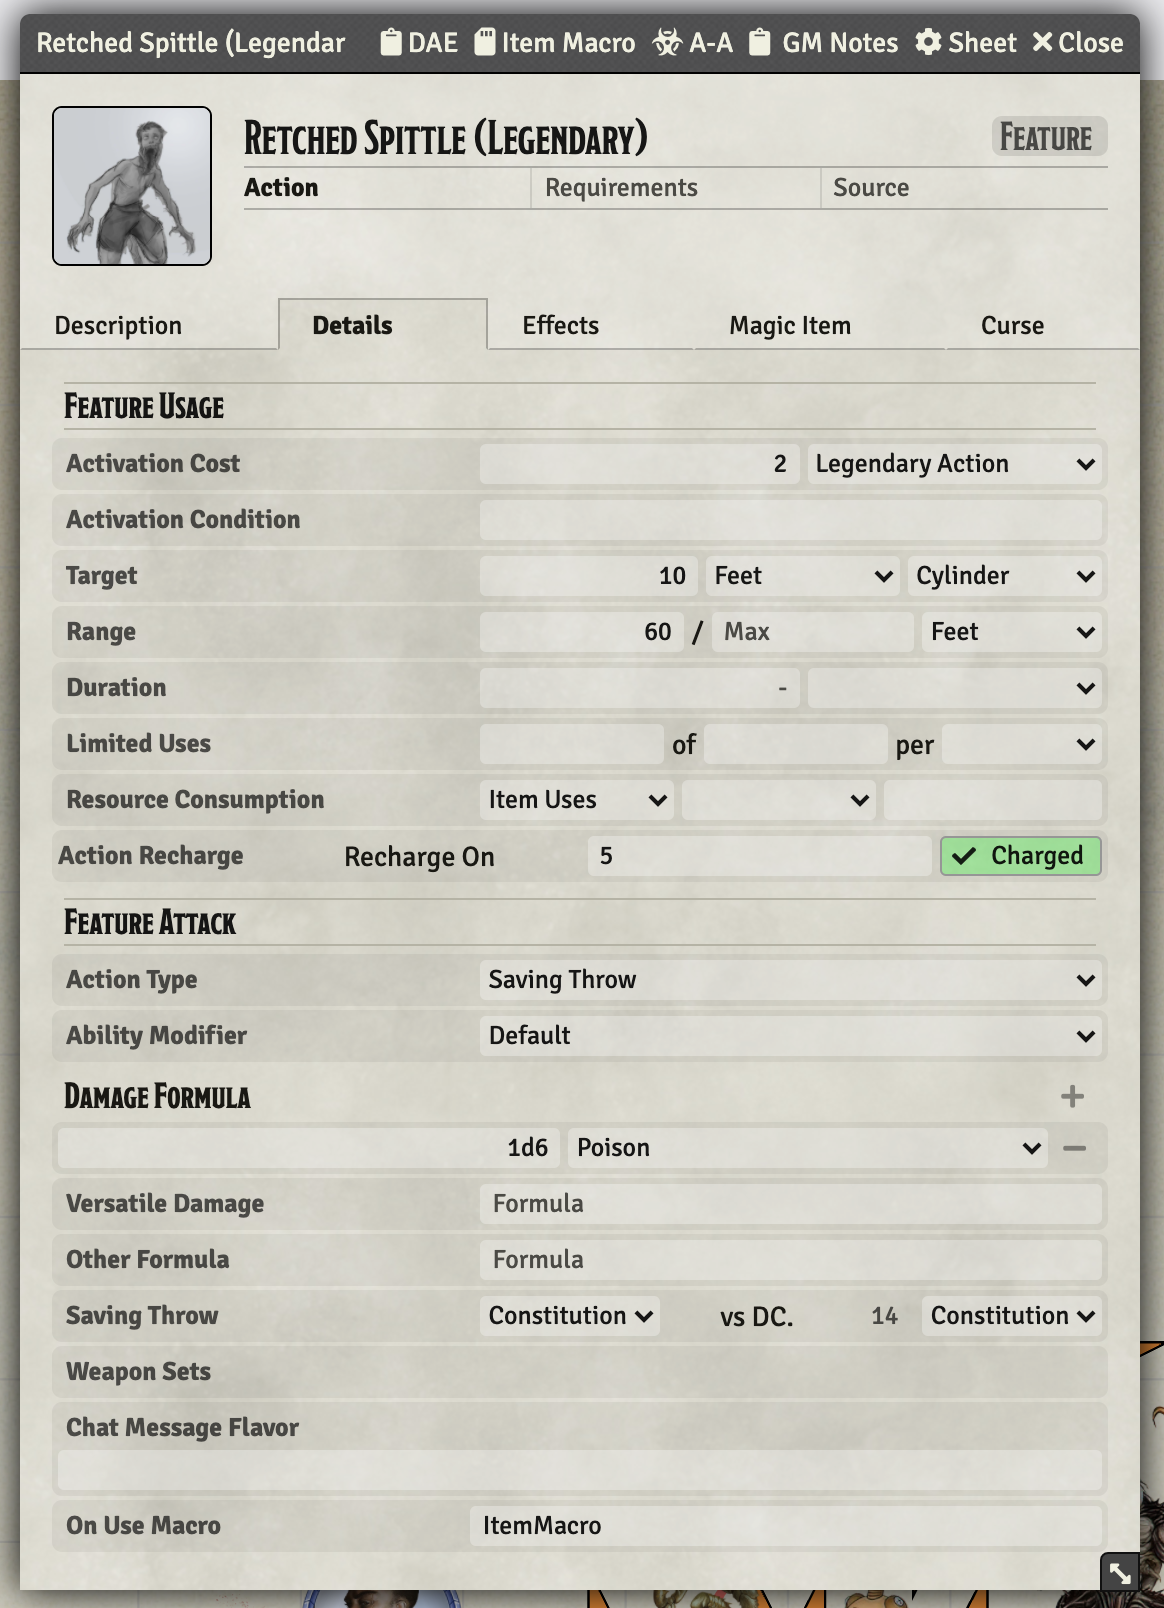 Retched Spittle (Legendar DAE Item Macro A-A GM Notes Sheet Close
Retched Spittle (Legendary) Feature
Action Requirements Source
Description Details Effects Magic Item Curse
Feature Usage
Activation Cost 2 Legendary Action
Activation Condition
Target 10 Feet Cylinder
Range 60 / Max Feet
Duration -
Limited Uses of per
Resource Consumption Item Uses
Action Recharge Recharge On 5 Charged
Feature Attack
Action Type Saving Throw
Ability Modifier Default
Damage Formula
1d6 Poison
Versatile Damage Formula
Other Formula Formula
Saving Throw Constitution vs DC. 14 Constitution
Weapon Sets
Chat Message Flavor
On Use Macro ItemMacro